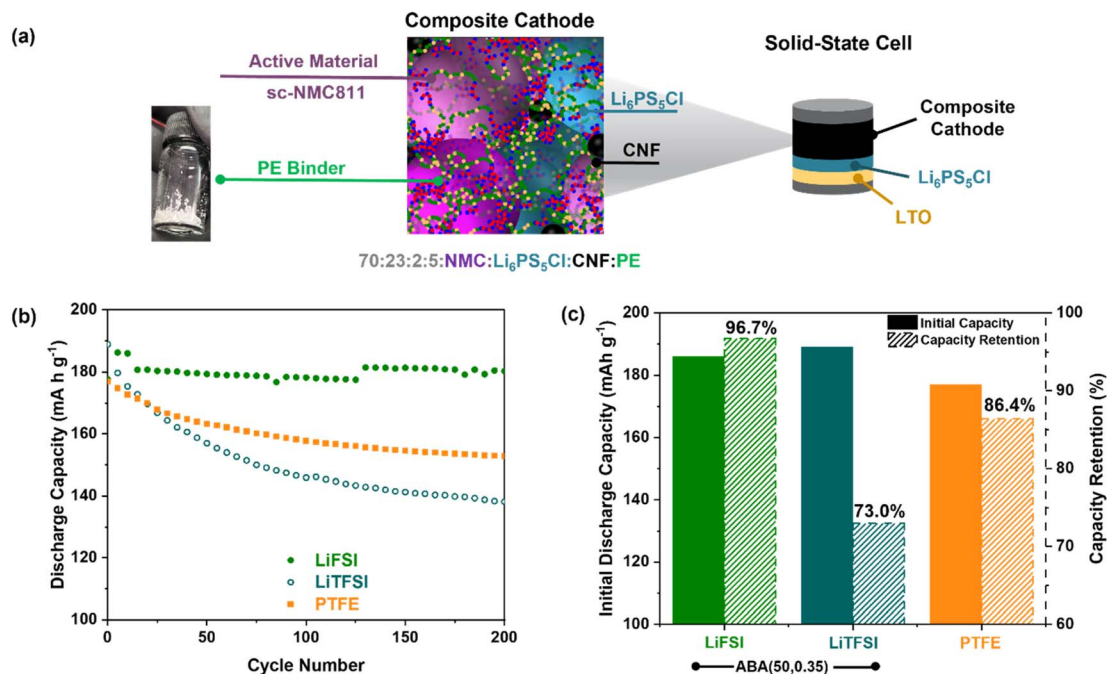 (a)
Composite Cathode
Solid-State Cell
Active Material
sc-NMC811
PE Binder
Li₆PS₅Cl
CNF
Composite
Cathode
Li₆PS₅Cl
LTO
70:23:2:5:NMC:Li₆PS₅Cl:CNF:PE
(b)
Discharge Capacity (mA h g⁻¹)
200
180
160
140
120
100
LiFSI
LiTFSI
PTFE
0 50 100 150 200
Cycle Number
(c)
Initial Discharge Capacity (mAh g⁻¹)
200
180
160
140
120
100
96.7%
73.0%
86.4%
Initial Capacity
Capacity Retention
100
90
80
70
60
Capacity Retention (%)
LiFSI LiTFSI PTFE
ABA(50,0.35)